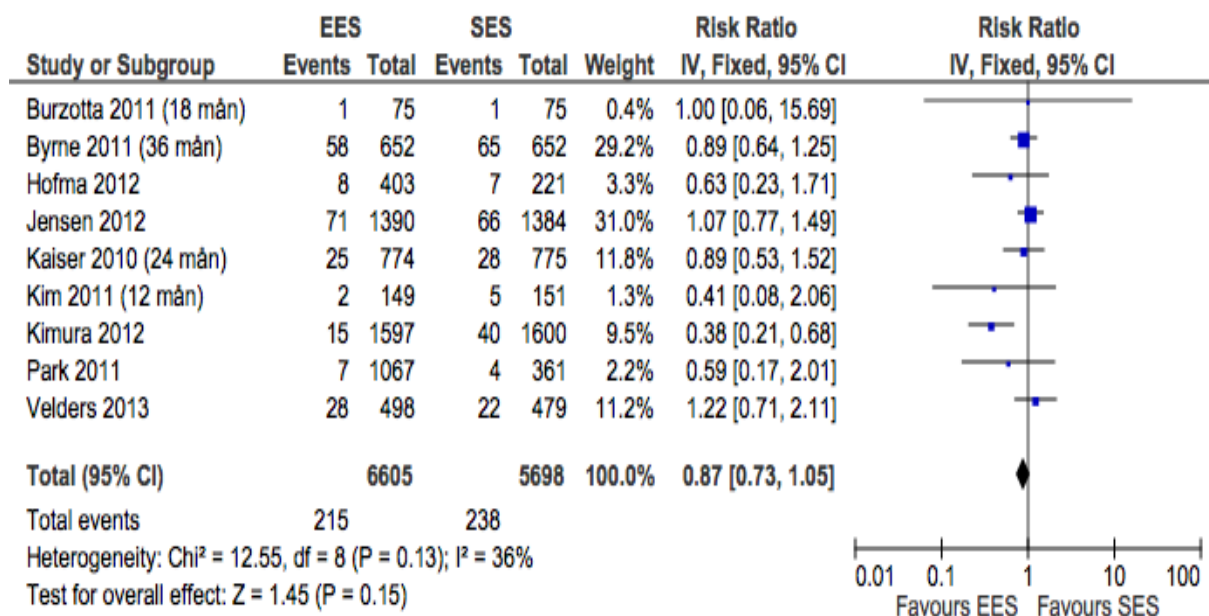 EES SES Risk Ratio Risk Ratio
Study or Subgroup Events Total Events Total Weight IV, Fixed, 95% CI IV, Fixed, 95% CI
Burzotta 2011 (18 mån) 1 75 1 75 0.4% 1.00 [0.06, 15.69]
Byrne 2011 (36 mån) 58 652 65 652 29.2% 0.89 [0.64, 1.25]
Hofma 2012 8 403 7 221 3.3% 0.63 [0.23, 1.71]
Jensen 2012 71 1390 66 1384 31.0% 1.07 [0.77, 1.49]
Kaiser 2010 (24 mån) 25 774 28 775 11.8% 0.89 [0.53, 1.52]
Kim 2011 (12 mån) 2 149 5 151 1.3% 0.41 [0.08, 2.06]
Kimura 2012 15 1597 40 1600 9.5% 0.38 [0.21, 0.68]
Park 2011 7 1067 4 361 2.2% 0.59 [0.17, 2.01]
Velders 2013 28 498 22 479 11.2% 1.22 [0.71, 2.11]
Total (95% CI) 6605 5698 100.0% 0.87 [0.73, 1.05]
Total events 215 238
Heterogeneity: Chi² = 12.55, df = 8 (P = 0.13); I² = 36%
Test for overall effect: Z = 1.45 (P = 0.15)
0.01 0.1 1 10 100
Favours EES Favours SES